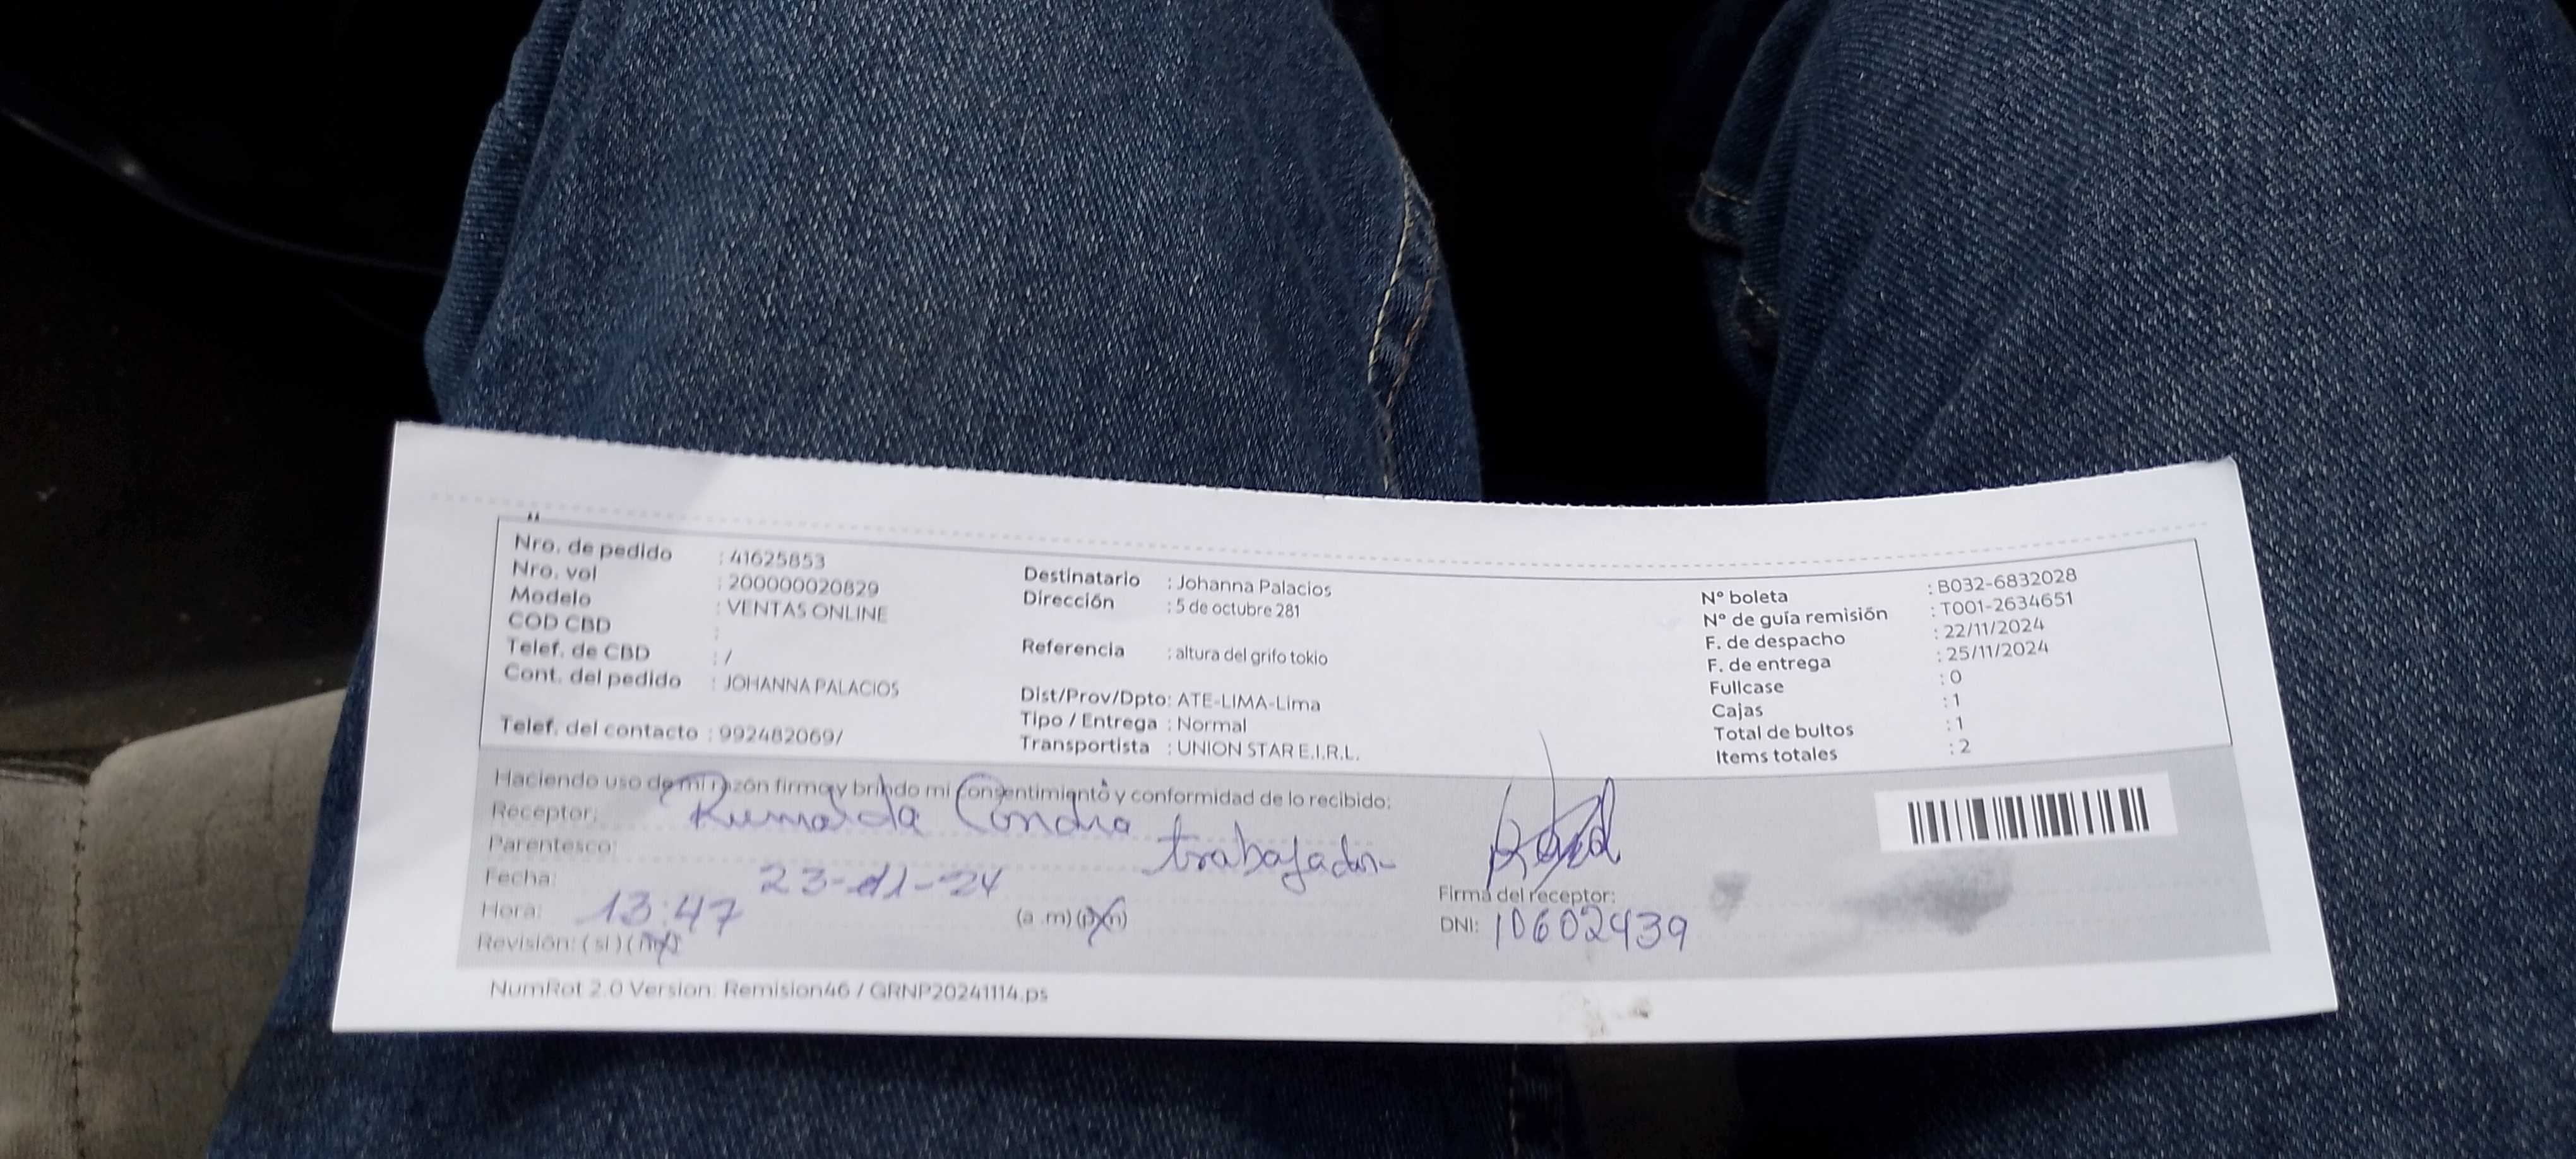 Nro. de pedido : 41625853
Nro. vol : 200000020829
Modelo : VENTAS ONLINE
COD CBD :
Telef. de CBD : /
Cont. del pedido : JOHANNA PALACIOS
Telef. del contacto : 992482069/
Destinatario : Johanna Palacios
Dirección : 5 de octubre 281
Referencia : altura del grifo tokio
Dist/Prov/Dpto: ATE-LIMA-Lima
Tipo / Entrega : Normal
Transportista : UNION STAR E.I.R.L.
N° boleta : B032-6832028
N° de guía remisión : T001-2634651
F. de despacho : 22/11/2024
F. de entrega : 25/11/2024
Fullcase : 0
Cajas : 1
Total de bultos : 1
Items totales : 2
Haciendo uso de mi razón firmo y brindo mi consentimiento y conformidad de lo recibido:
Receptor: Rumalda
Parentesco: trabajador
Fecha: 23-11-24
Hora: 13:47 (a .m) (p.m)
Revisión: ( si ) ( no )
Firma del receptor:
DNI: 10602439
NumRot 2.0 Version: Remision46 / GRNP20241114.ps